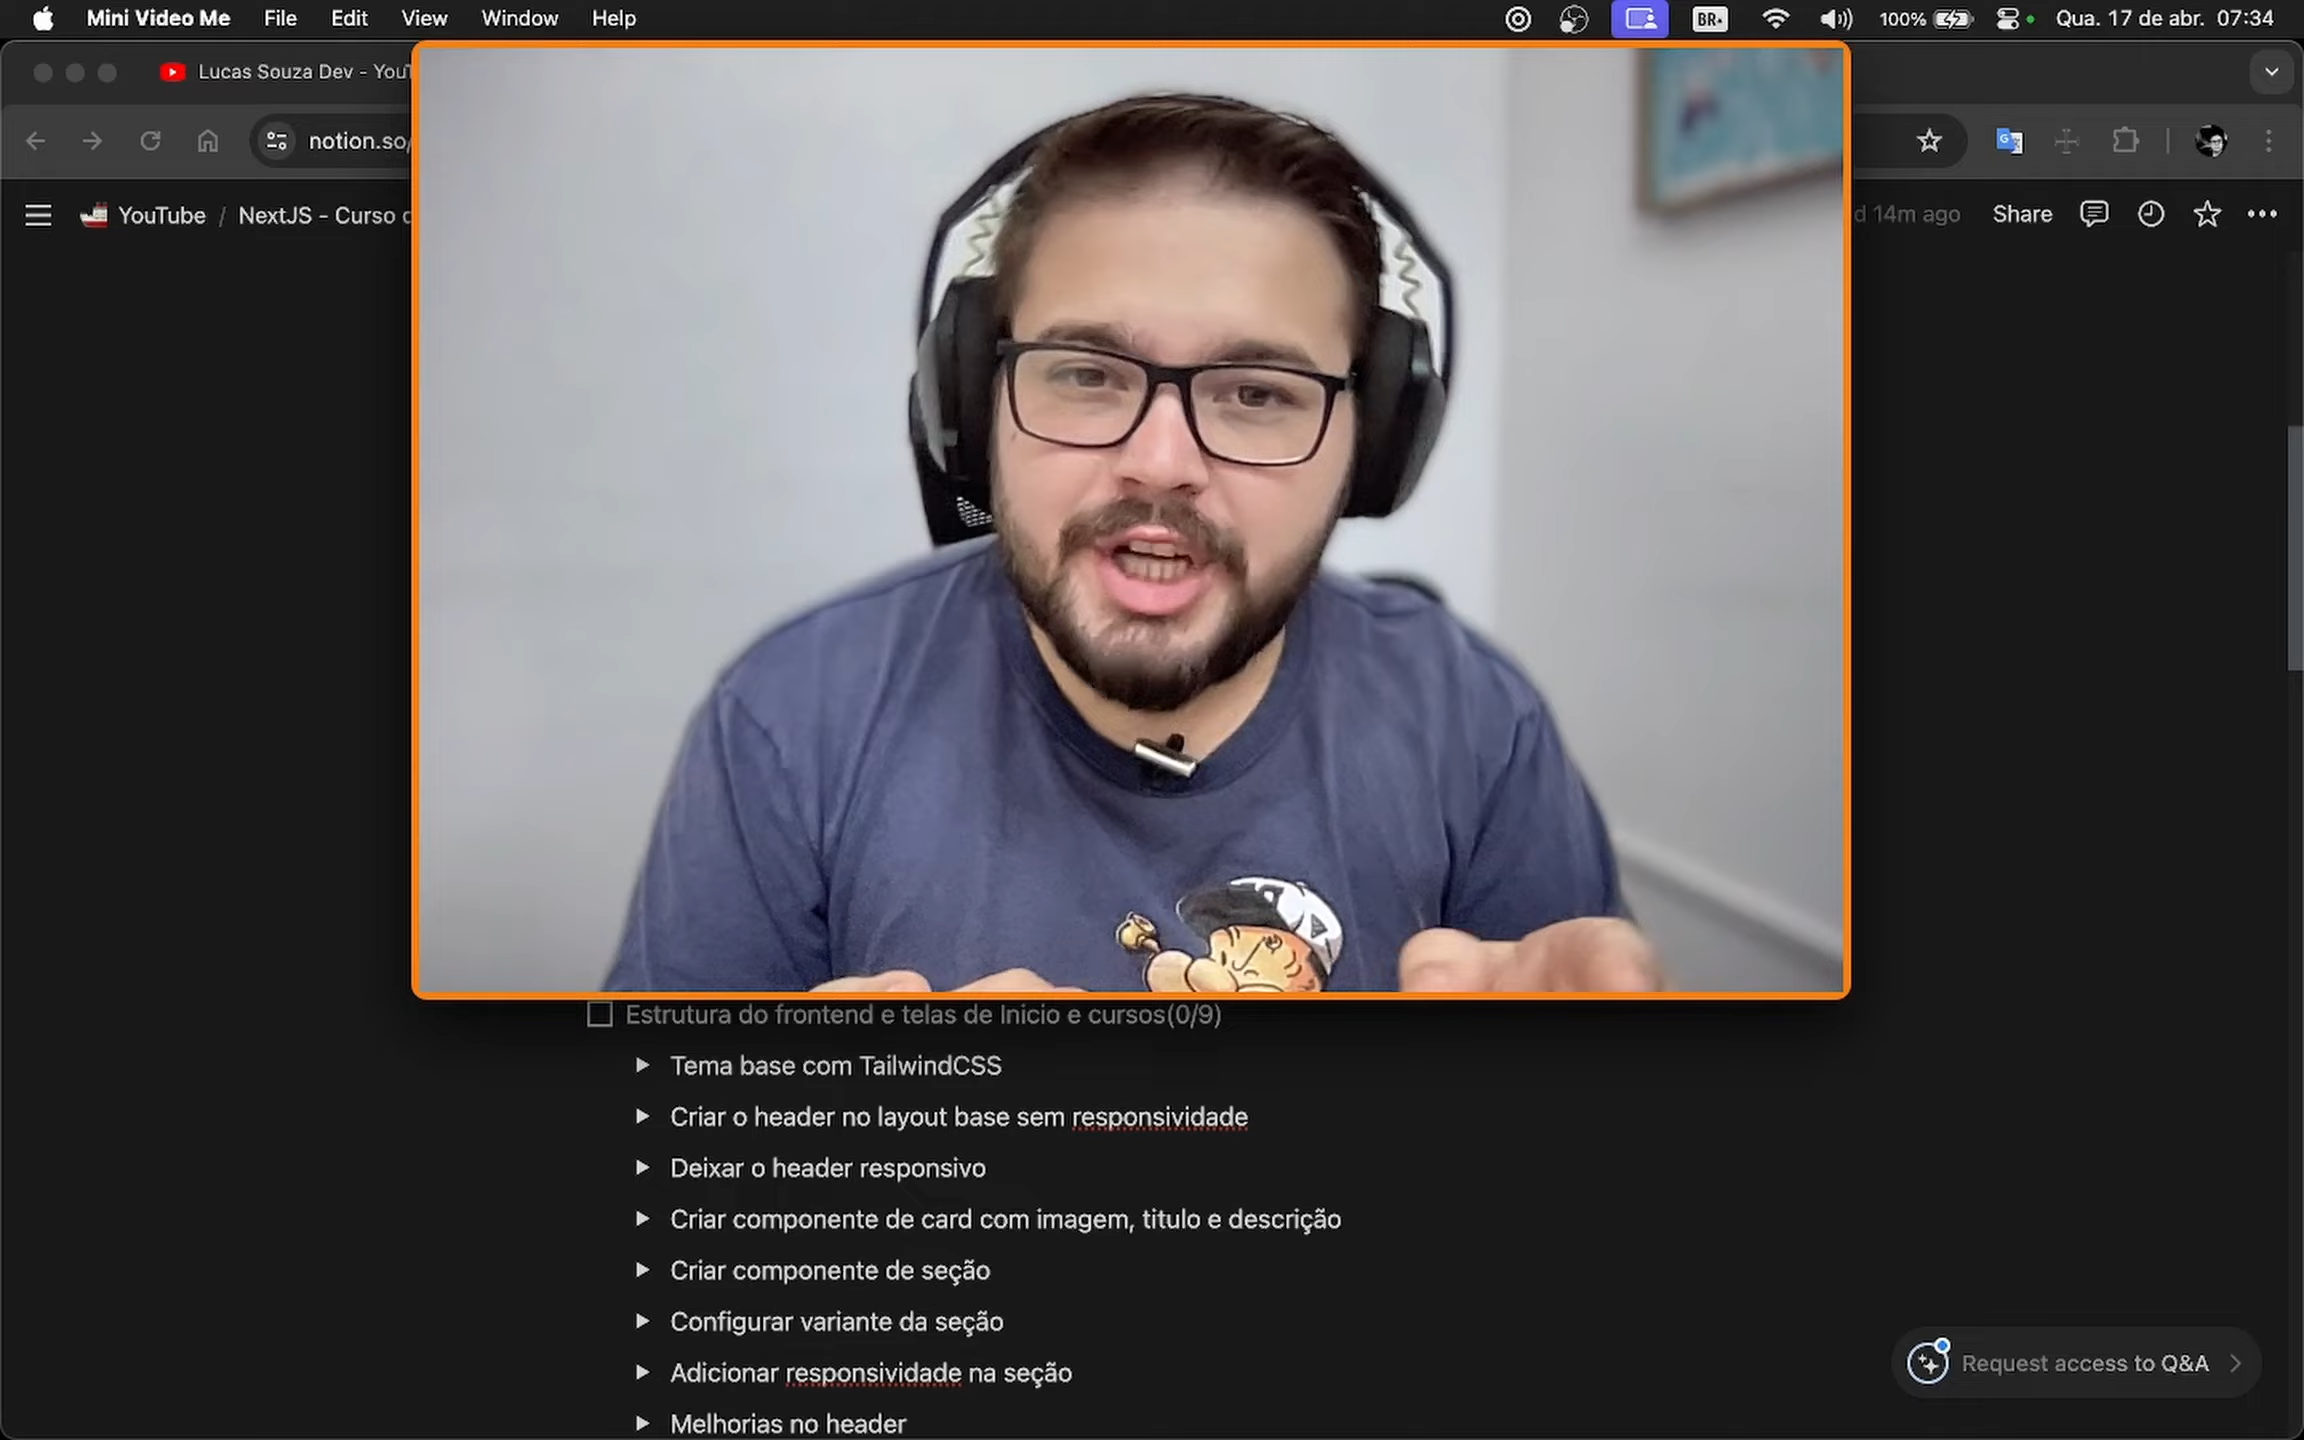 Mini Video Me File Edit View Window Help BR 100% Qua. 17 de abr. 07:34
Lucas Souza Dev - YouT
notion.so/
YouTube / NextJS - Curso d 14m ago Share
Estrutura do frontend e telas de Inicio e cursos(0/9)
Tema base com TailwindCSS
Criar o header no layout base sem responsividade
Deixar o header responsivo
Criar componente de card com imagem, titulo e descrição
Criar componente de seção
Configurar variante da seção
Adicionar responsividade na seção
Melhorias no header
Request access to Q&A